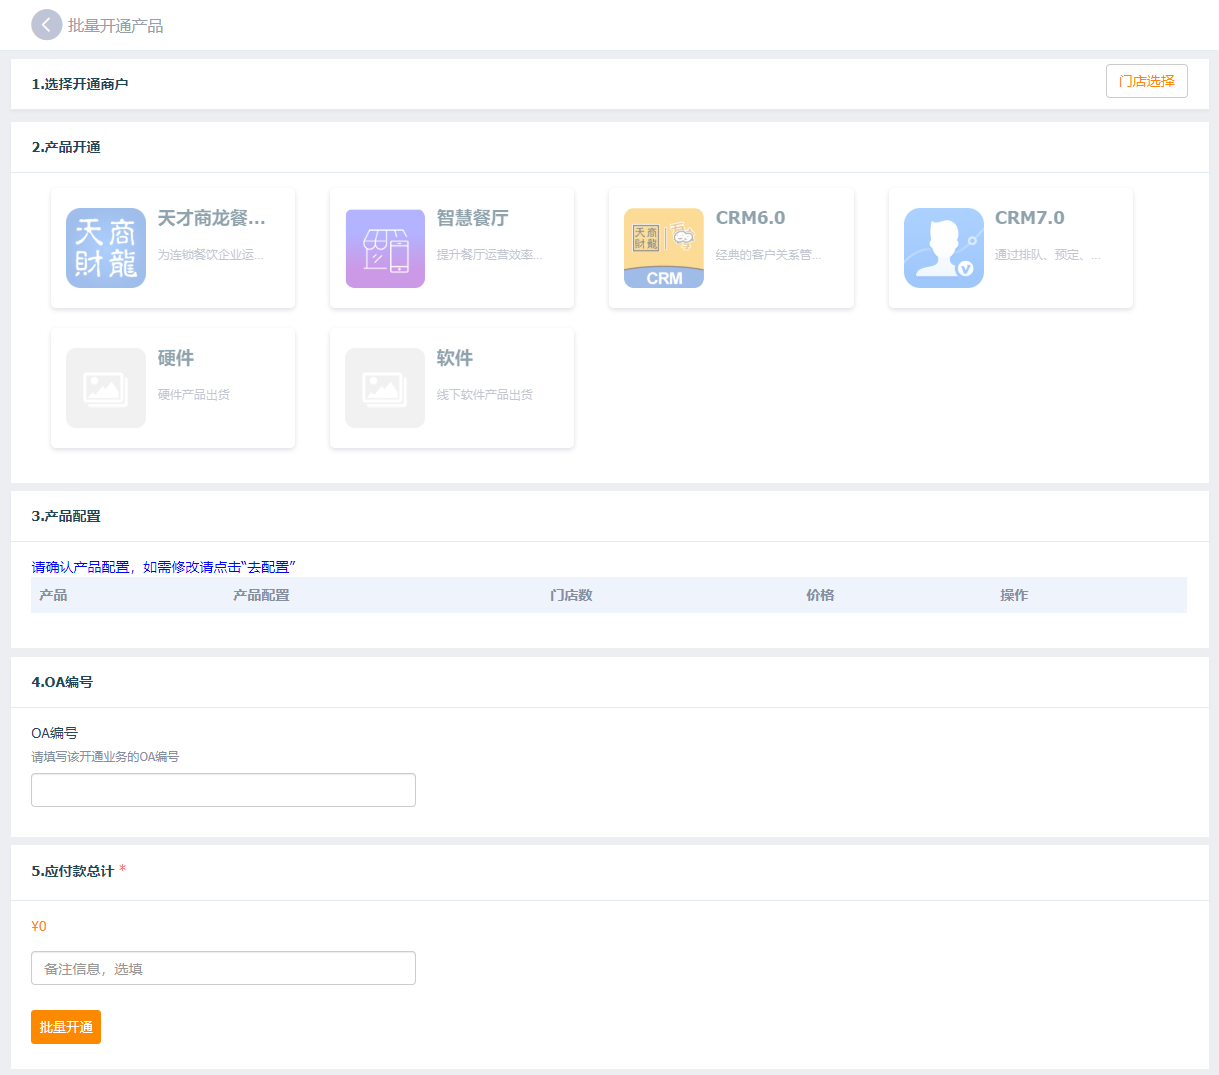 批量开通产品
1.选择开通商户
门店选择
2.产品开通
天商
财龍
天才商龙餐...
为连锁餐饮企业运...
智慧餐厅
提升餐厅运营效率...
天商
财龍
CRM
CRM6.0
经典的客户关系管...
CRM7.0
通过排队、预定、...
硬件
硬件产品出货
软件
线下软件产品出货
3.产品配置
请确认产品配置，如需修改请点击“去配置”
产品 产品配置 门店数 价格 操作
4.OA编号
OA编号
请填写该开通业务的OA编号
5.应付款总计 *
¥0
备注信息，选填
批量开通